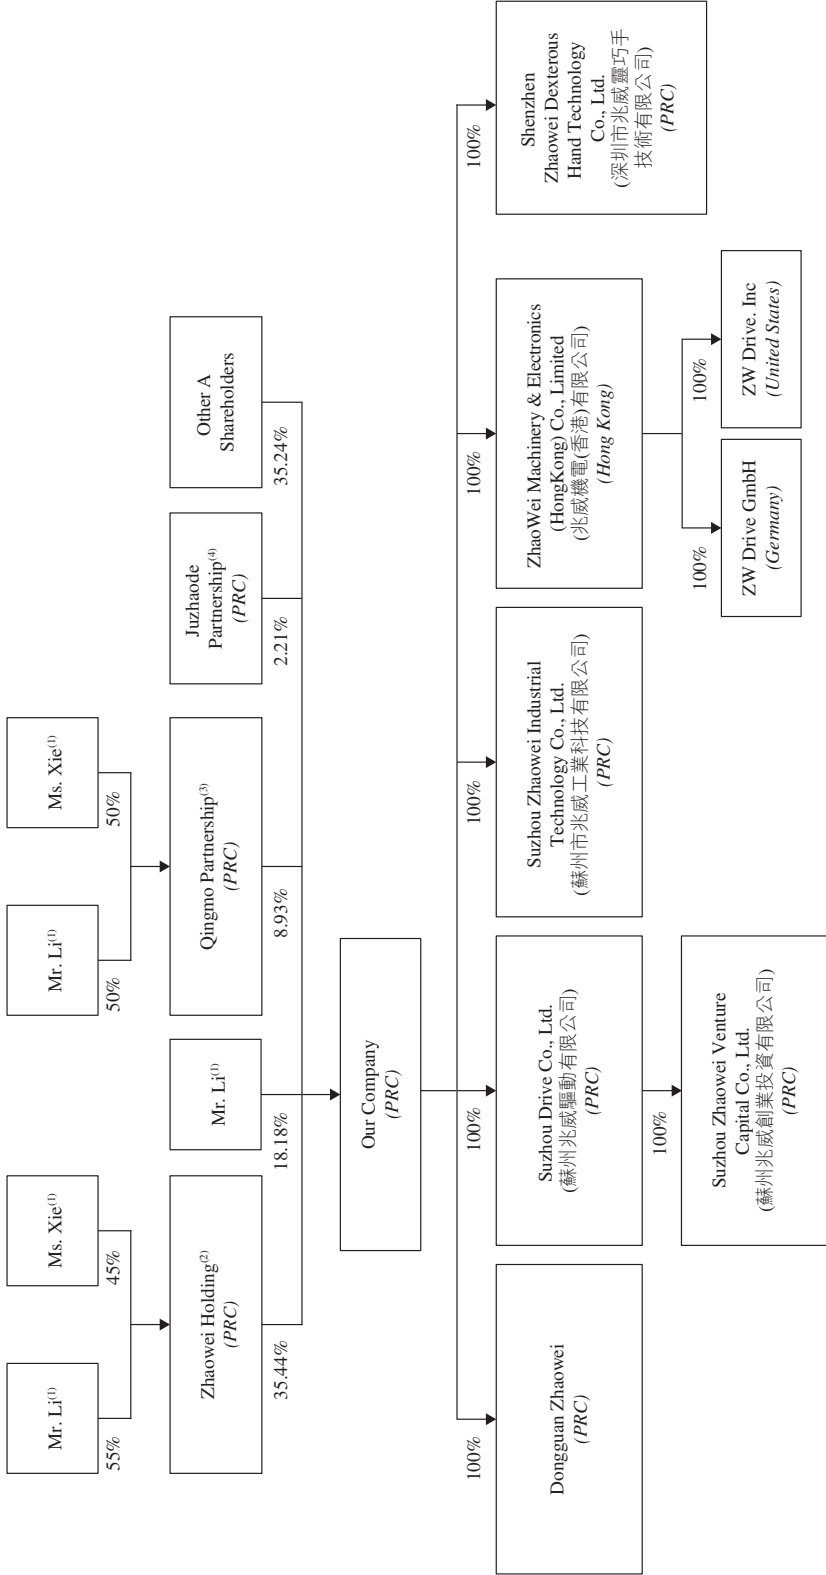 Mr. Li(1)
Ms. Xie(1)
Mr. Li(1)
Ms. Xie(1)
55%
45%
50%
50%
Zhaowei Holding(2)
(PRC)
Mr. Li(1)
Qingmo Partnership(3)
(PRC)
Juzhaode
Partnership(4)
(PRC)
Other A
Shareholders
35.44%
18.18%
8.93%
2.21%
35.24%
Our Company
(PRC)
100%
100%
100%
100%
100%
Dongguan Zhaowei
(PRC)
Suzhou Drive Co., Ltd.
(蘇州兆威驅動有限公司)
(PRC)
Suzhou Zhaowei Industrial
Technology Co., Ltd.
(蘇州市兆威工業科技有限公司)
(PRC)
ZhaoWei Machinery & Electronics
(HongKong) Co., Limited
(兆威機電(香港)有限公司)
(Hong Kong)
Shenzhen
Zhaowei Dexterous
Hand Technology
Co., Ltd.
(深圳市兆威靈巧手
技術有限公司)
(PRC)
100%
100%
100%
Suzhou Zhaowei Venture
Capital Co., Ltd.
(蘇州兆威創業投資有限公司)
(PRC)
ZW Drive GmbH
(Germany)
ZW Drive. Inc
(United States)